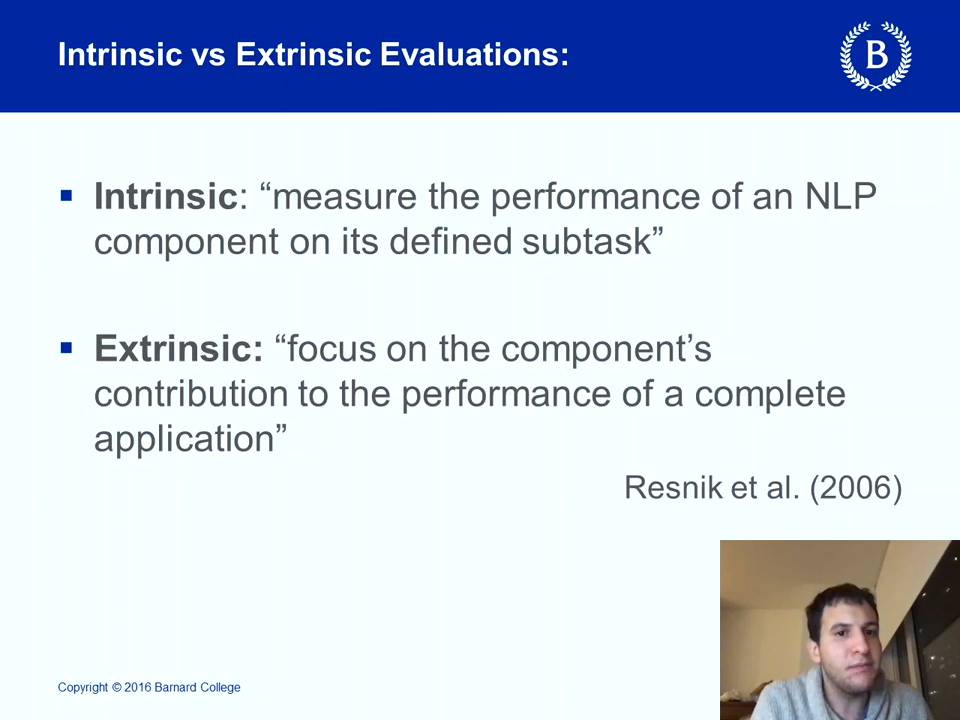 Intrinsic vs Extrinsic Evaluations:
B
▪ Intrinsic: “measure the performance of an NLP
component on its defined subtask”
▪ Extrinsic: “focus on the component’s
contribution to the performance of a complete
application”
Resnik et al. (2006)
Copyright © 2016 Barnard College